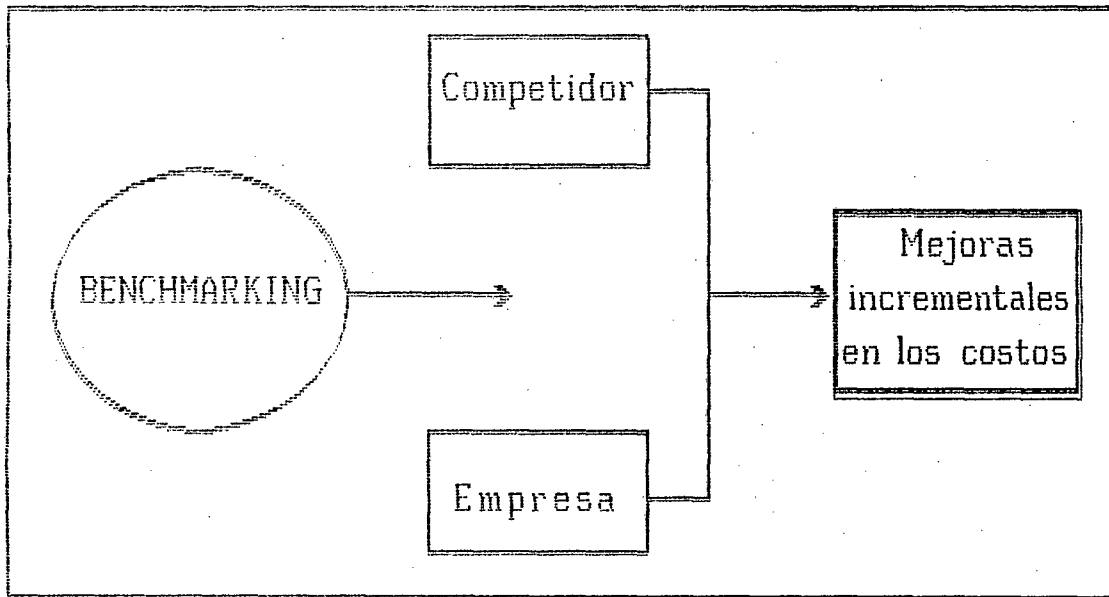 Competidor
BENCHMARKING
Mejoras
incrementales
en los costos
Empresa